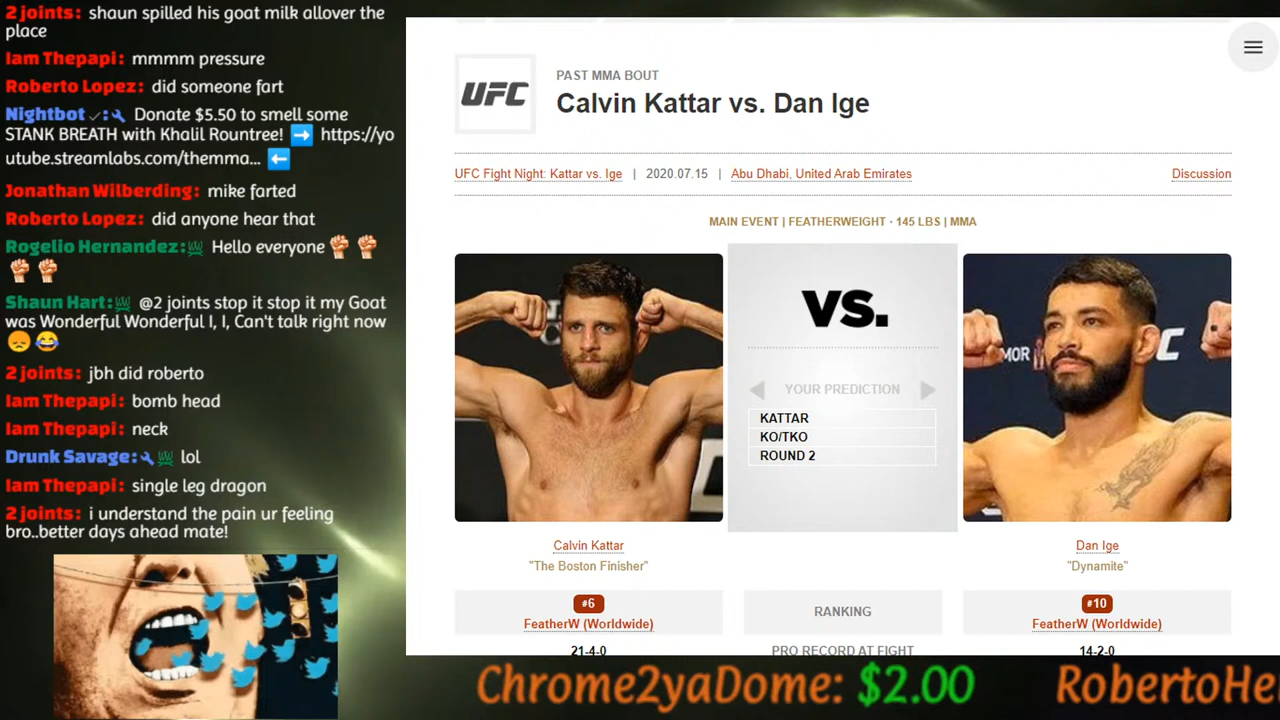 2 joints: shaun spilled his goat milk allover the
place
Iam Thepapi: mmmm pressure
Roberto Lopez: did someone fart
Nightbot ✓:🔧 Donate $5.50 to smell some
STANK BREATH with Khalil Rountree! ➡️ https://yo
utube.streamlabs.com/themma... ⬅️
Jonathan Wilberding: mike farted
Roberto Lopez: did anyone hear that
Rogelio Hernandez: Hello everyone ✊🏼 ✊🏼
✊🏼 ✊🏼
Shaun Hart: @2 joints stop it stop it my Goat
was Wonderful Wonderful I, I, Can't talk right now
😞😂
2 joints: jbh did roberto
Iam Thepapi: bomb head
Iam Thepapi: neck
Drunk Savage:🔧 lol
Iam Thepapi: single leg dragon
2 joints: i understand the pain ur feeling
bro..better days ahead mate!
UFC
PAST MMA BOUT
Calvin Kattar vs. Dan Ige
UFC Fight Night: Kattar vs. Ige | 2020.07.15 | Abu Dhabi, United Arab Emirates
Discussion
MAIN EVENT | FEATHERWEIGHT · 145 LBS | MMA
VS.
YOUR PREDICTION
KATTAR
KO/TKO
ROUND 2
Calvin Kattar
"The Boston Finisher"
Dan Ige
"Dynamite"
#6
FeatherW (Worldwide)
RANKING
#10
FeatherW (Worldwide)
21-4-0
PRO RECORD AT FIGHT
14-2-0
Chrome2yaDome: $2.00
RobertoHe